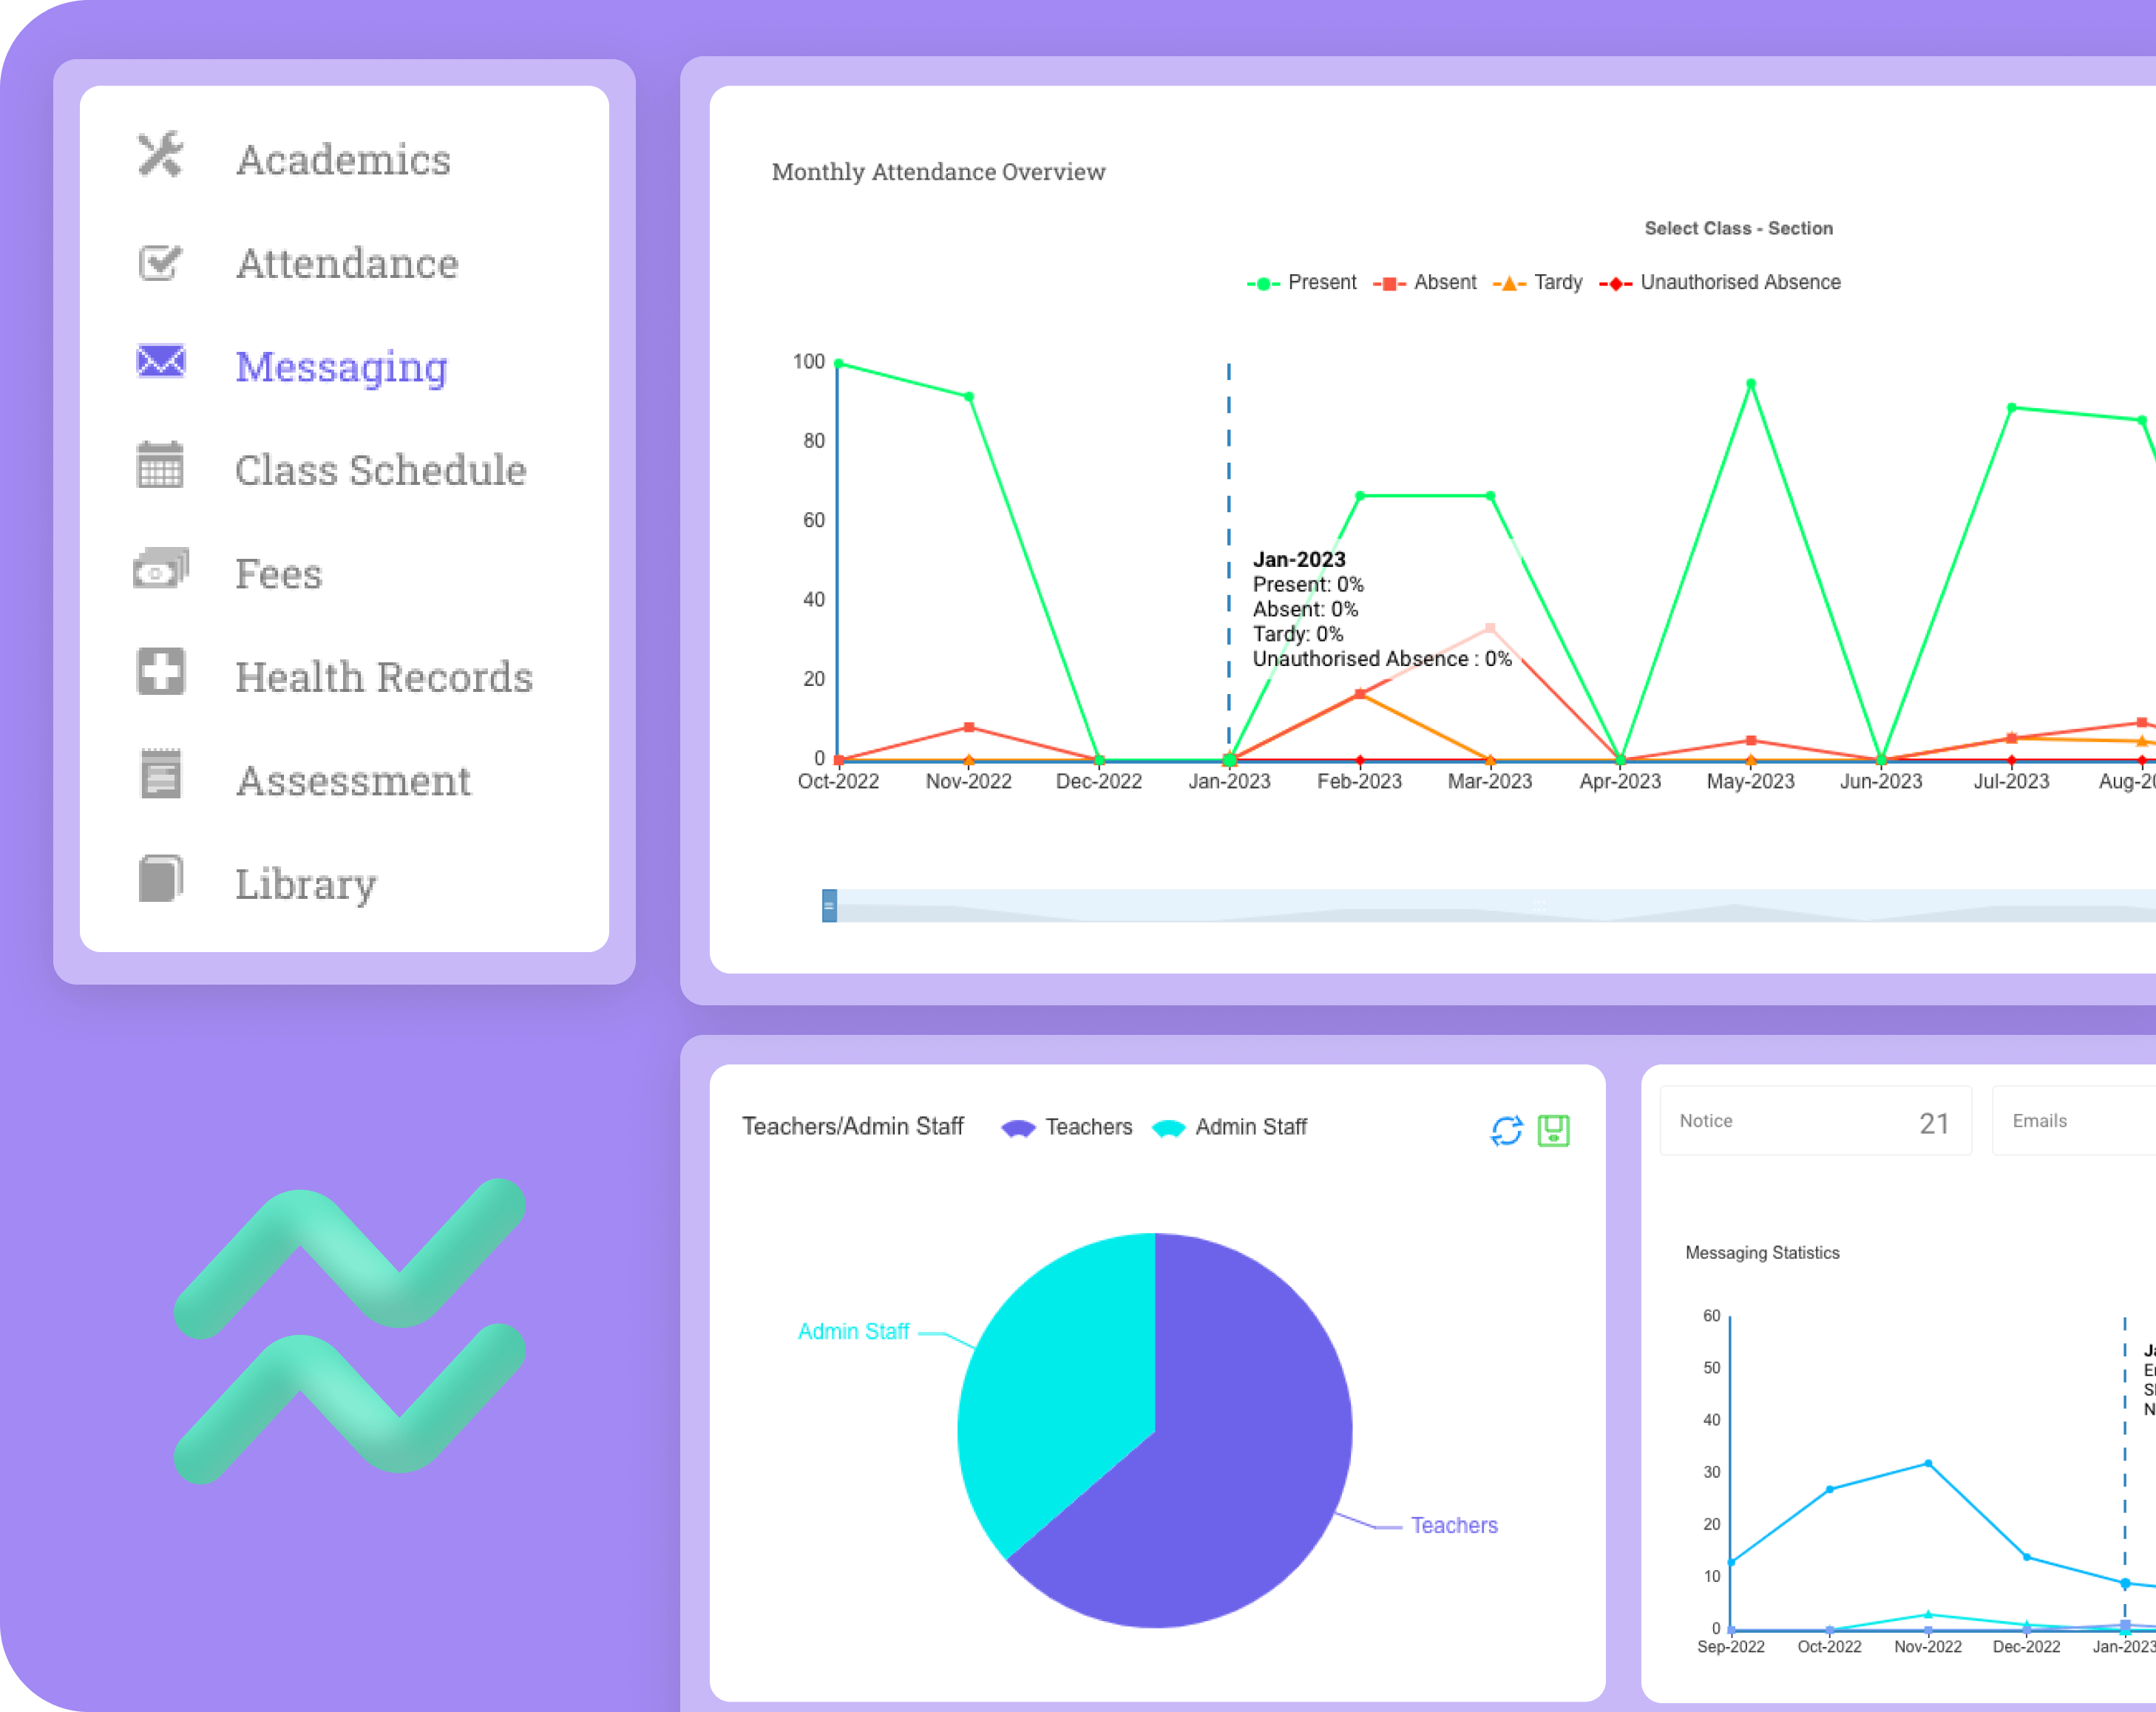 Academics
Attendance
Messaging
Class Schedule
Fees
Health Records
Assessment
Library
Monthly Attendance Overview
Select Class - Section
Present Absent Tardy Unauthorised Absence
100
80
60
40
20
0
Jan-2023
Present: 0%
Absent: 0%
Tardy: 0%
Unauthorised Absence : 0%
Oct-2022 Nov-2022 Dec-2022 Jan-2023 Feb-2023 Mar-2023 Apr-2023 May-2023 Jun-2023 Jul-2023 Aug-20
Teachers/Admin Staff Teachers Admin Staff
Admin Staff
Teachers
Notice 21 Emails
Messaging Statistics
60
50
40
30
20
10
0
Sep-2022 Oct-2022 Nov-2022 Dec-2022 Jan-2023